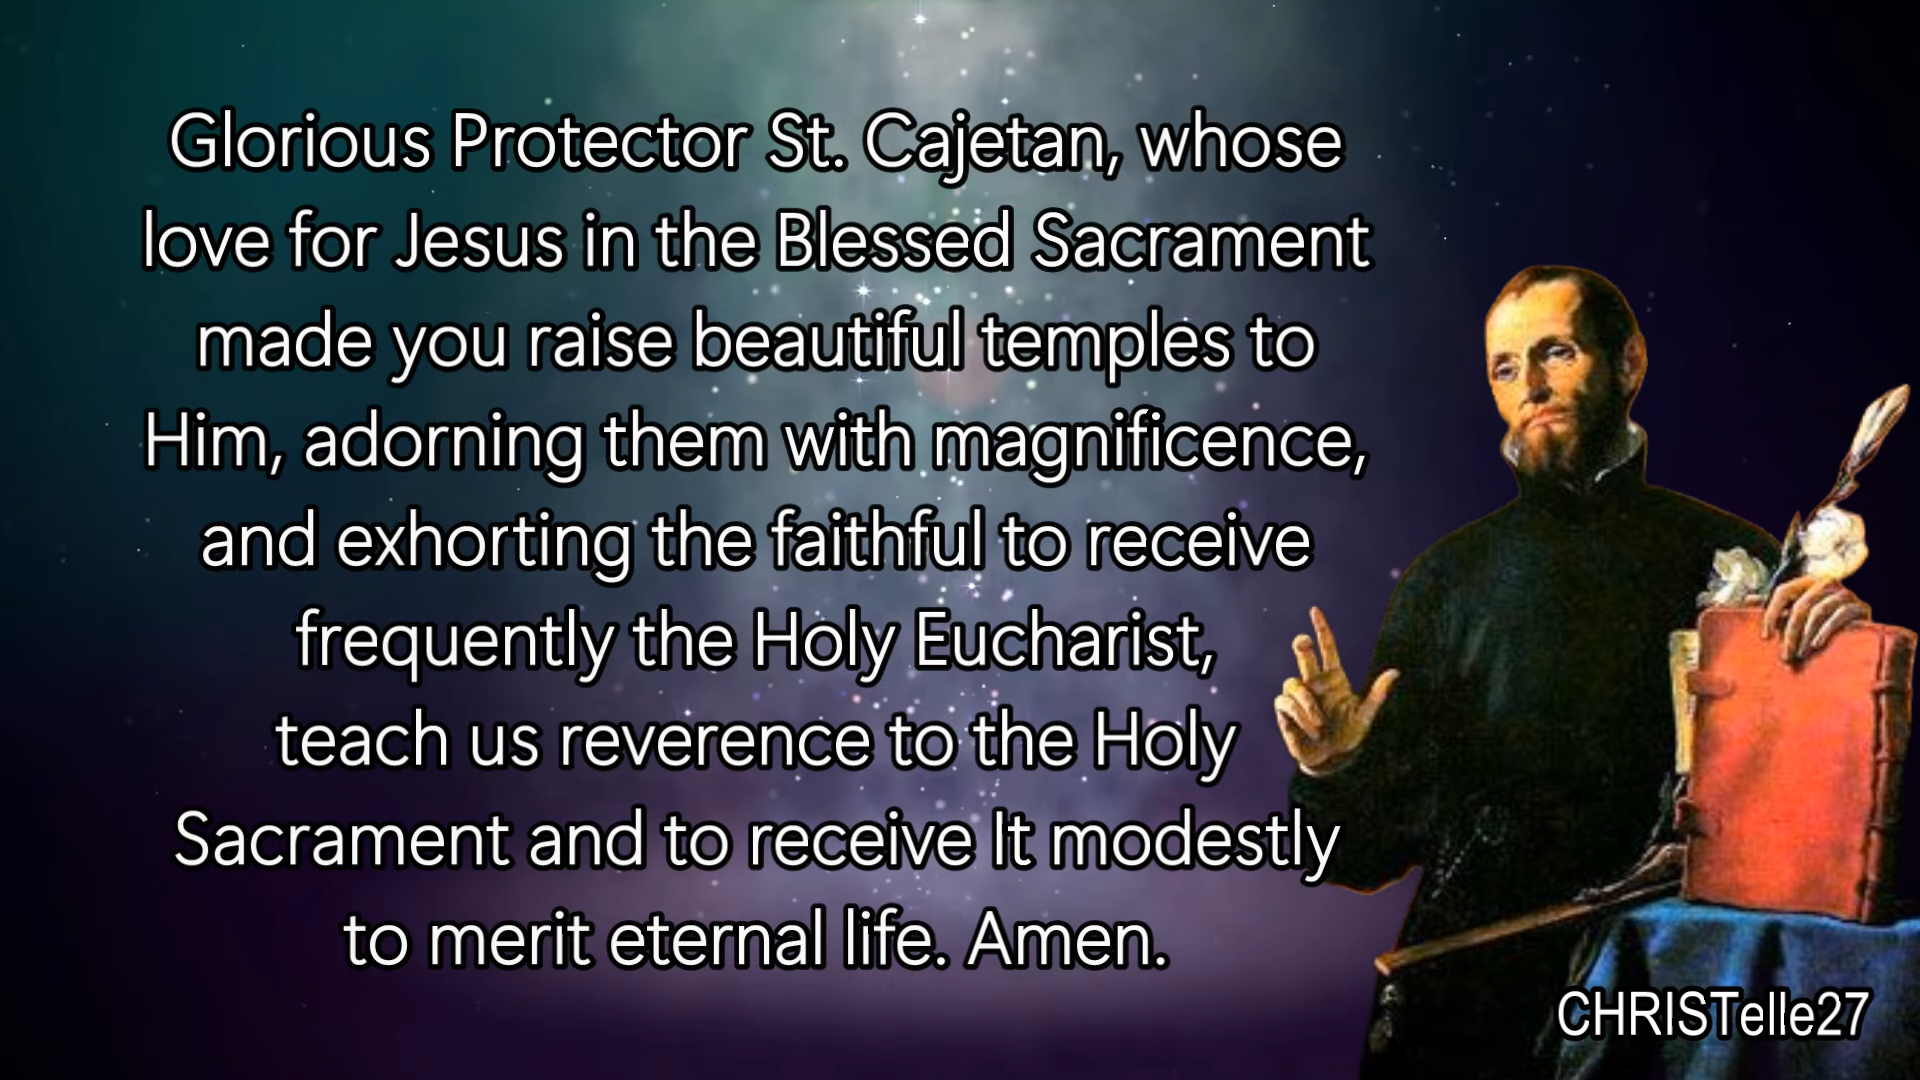 Glorious Protector St. Cajetan, whose
love for Jesus in the Blessed Sacrament
made you raise beautiful temples to
Him, adorning them with magnificence,
and exhorting the faithful to receive
frequently the Holy Eucharist,
teach us reverence to the Holy
Sacrament and to receive It modestly
to merit eternal life. Amen.
CHRISTelle27